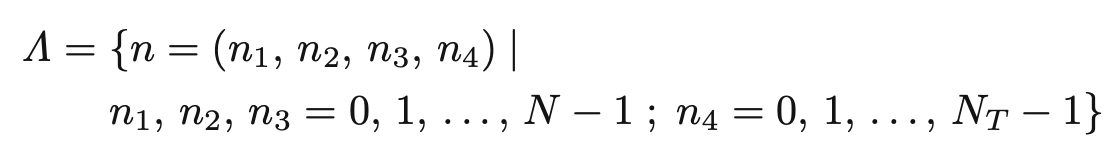 Λ = {n = (n₁, n₂, n₃, n₄) |
n₁, n₂, n₃ = 0, 1, . . . , N − 1 ; n₄ = 0, 1, . . . , N_T − 1}